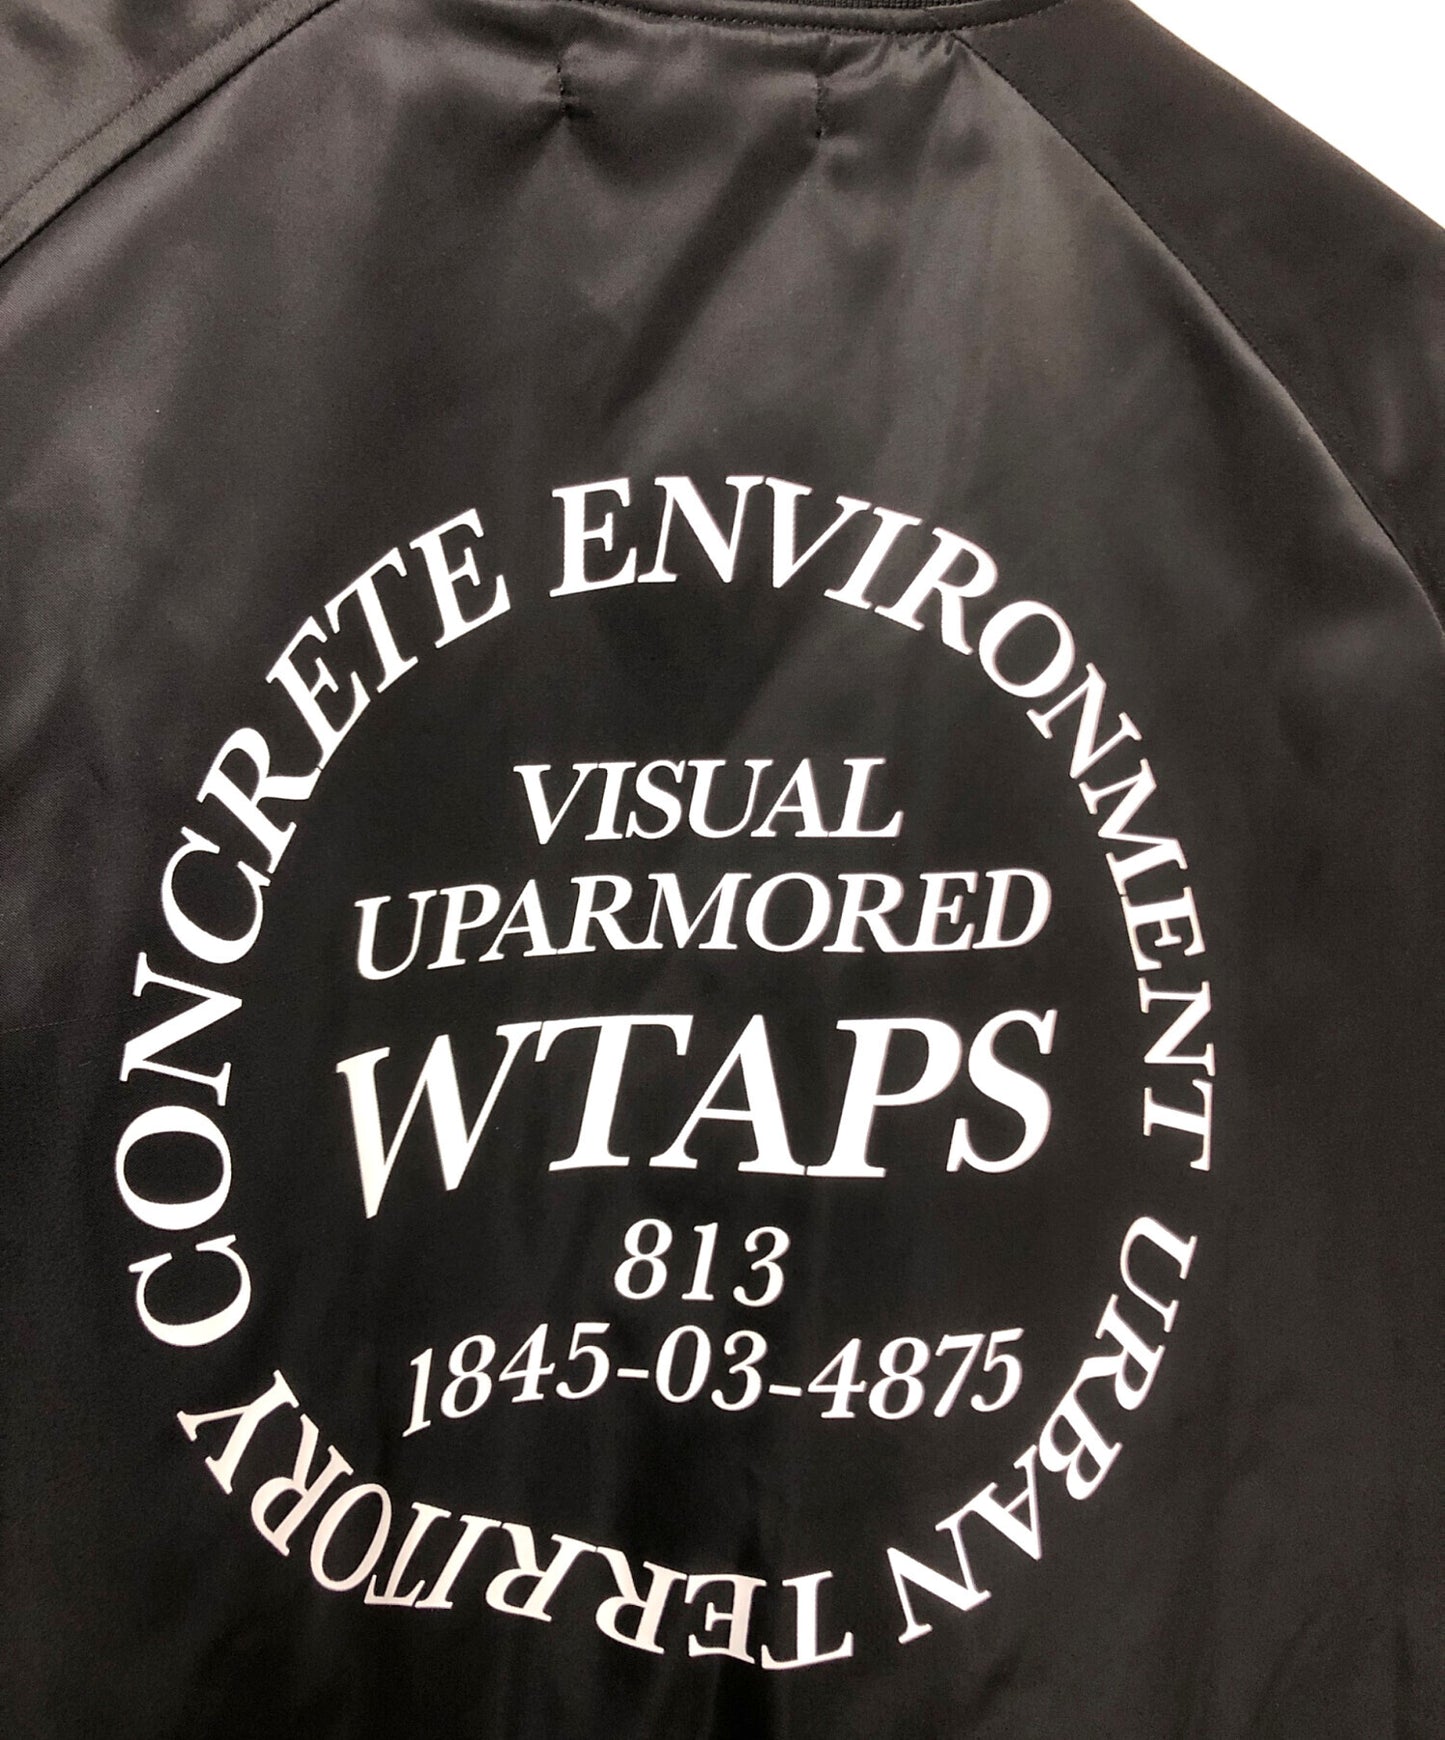 CONCRETE ENVIRONMENT URBAN TERRITORY
VISUAL
UPARMORED
WTAPS
813
1845-03-4875